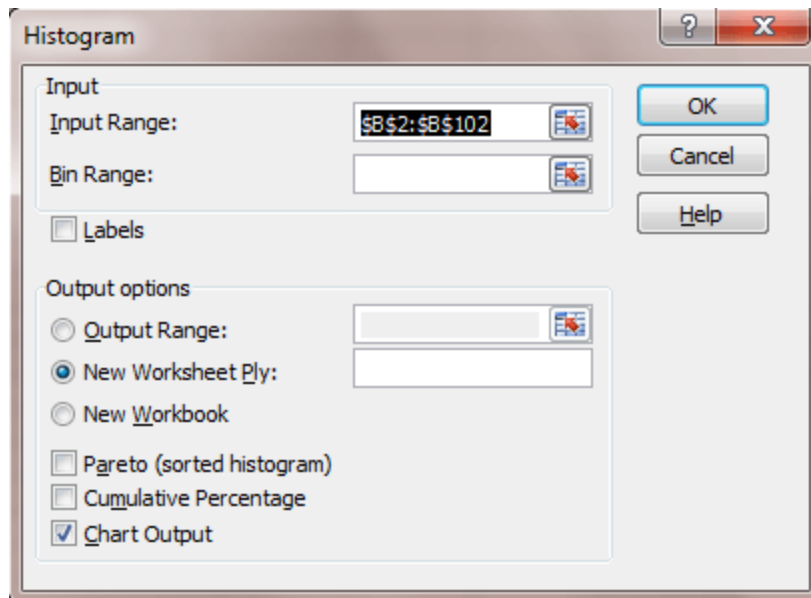 Histogram
Input
Input Range:
$B$2:$B$102
Bin Range:
Labels
OK
Cancel
Help
Output options
Output Range:
New Worksheet Ply:
New Workbook
Pareto (sorted histogram)
Cumulative Percentage
Chart Output